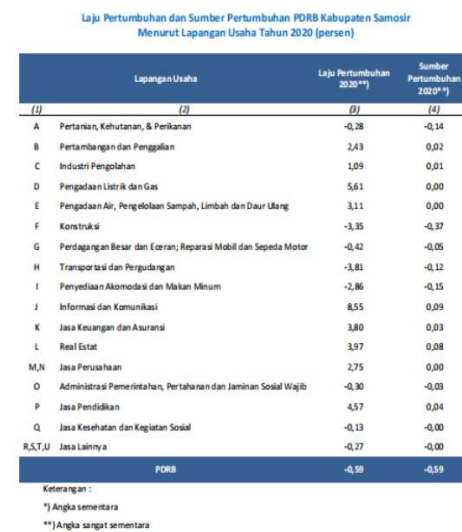 Laju Pertumbuhan dan Sumber Pertumbuhan PDRB Kabupaten Samosir
Menurut Lapangan Usaha Tahun 2020 (persen)
Lapangan Usaha Laju Pertumbuhan 2020**) Sumber Pertumbuhan 2020**)
(1) (2) (3) (4)
A Pertanian, Kehutanan, & Perikanan -0,28 -0,14
B Pertambangan dan Penggalian 2,43 0,02
C Industri Pengolahan 1,09 0,01
D Pengadaan Listrik dan Gas 5,61 0,00
E Pengadaan Air, Pengelolaan Sampah, Limbah dan Daur Ulang 3,11 0,00
F Konstruksi -3,35 -0,37
G Perdagangan Besar dan Eceran; Reparasi Mobil dan Sepeda Motor -0,42 -0,05
H Transportasi dan Pergudangan -3,81 -0,12
I Penyediaan Akomodasi dan Makan Minum -2,86 -0,15
J Informasi dan Komunikasi 8,55 0,09
K Jasa Keuangan dan Asuransi 3,80 0,03
L Real Estat 3,97 0,08
M,N Jasa Perusahaan 2,75 0,00
O Administrasi Pemerintahan, Pertahanan dan Jaminan Sosial Wajib -0,30 -0,03
P Jasa Pendidikan 4,57 0,04
Q Jasa Kesehatan dan Kegiatan Sosial -0,13 -0,00
R,S,T,U Jasa Lainnya -0,27 -0,00
PDRB -0,59 -0,59
Keterangan :
*) Angka sementara
**) Angka sangat sementara